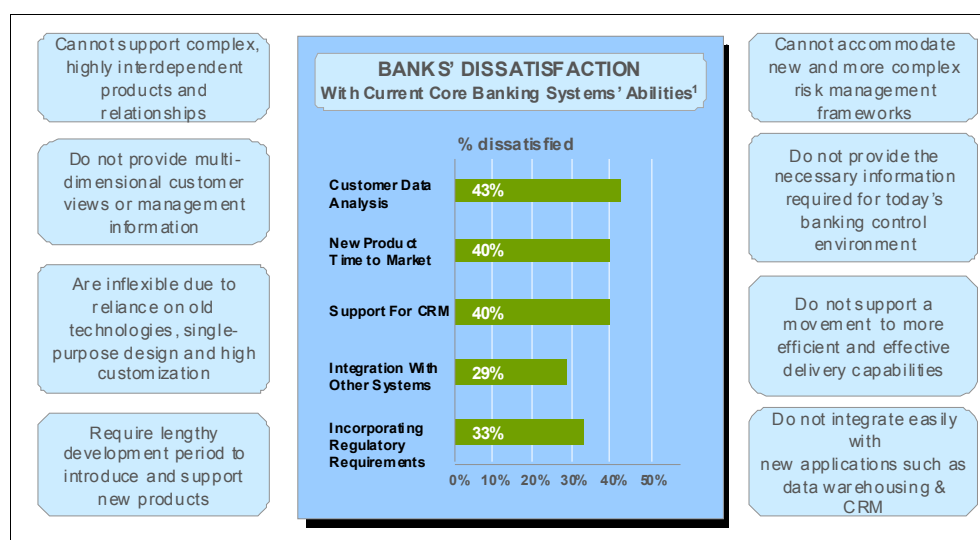 Cannot support complex,
highly interdependent
products and
relationships
Do not provide multi-
dimensional customer
views or management
information
Are inflexible due to
reliance on old
technologies, single-
purpose design and high
customization
Require lengthy
development period to
introduce and support
new products
BANKS' DISSATISFACTION
With Current Core Banking Systems' Abilities¹
% dissatisfied
Customer Data
Analysis
43%
New Product
Time to Market
40%
Support For CRM
40%
Integration With
Other Systems
29%
Incorporating
Regulatory
Requirements
33%
0% 10% 20% 30% 40% 50%
Cannot accommodate
new and more complex
risk management
frameworks
Do not provide the
necessary information
required for today's
banking control
environment
Do not support a
movement to more
efficient and effective
delivery capabilities
Do not integrate easily
with
new applications such as
data warehousing &
CRM